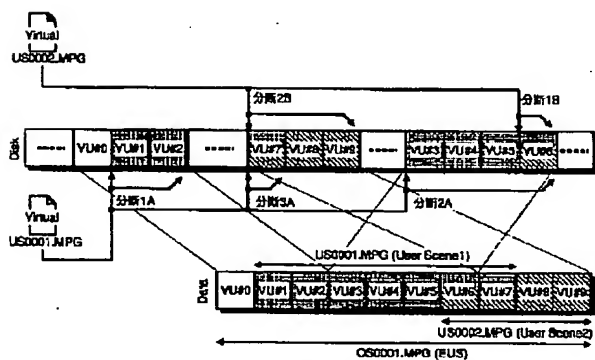 Virtual
US0002.MPG
分断2B
分断1B
Disk
VU#0
VU#1
VU#2
VU#7
VU#8
VU#9
VU#3
VU#4
VU#5
VU#6
分断1A
分断3A
分断2A
Virtual
US0001.MPG
US0001.MPG (User Scene1)
VU#0
VU#1
VU#2
VU#3
VU#4
VU#5
VU#6
VU#7
VU#8
VU#9
US0002.MPG (User Scene2)
OS0001.MPG (EUS)